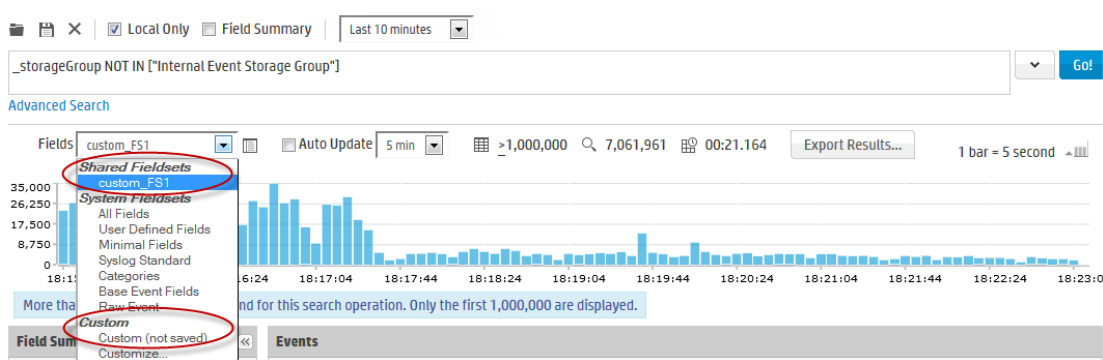 Local Only Field Summary Last 10 minutes
_storageGroup NOT IN ["Internal Event Storage Group"]
Go!
Advanced Search
Fields custom_FS1 Auto Update 5 min >1,000,000 7,061,961 00:21.164 Export Results... 1 bar = 5 second
Shared Fieldsets
custom_FS1
System Fieldsets
All Fields
User Defined Fields
Minimal Fields
Syslog Standard
Categories
Base Event Fields
Raw Event
Custom
Custom (not saved)
Customize...
35,000
26,250
17,500
8,750
0
18:1 6:24 18:17:04 18:17:44 18:18:24 18:19:04 18:19:44 18:20:24 18:21:04 18:21:44 18:22:24 18:23:0
More tha nd for this search operation. Only the first 1,000,000 are displayed.
Field Sum Events